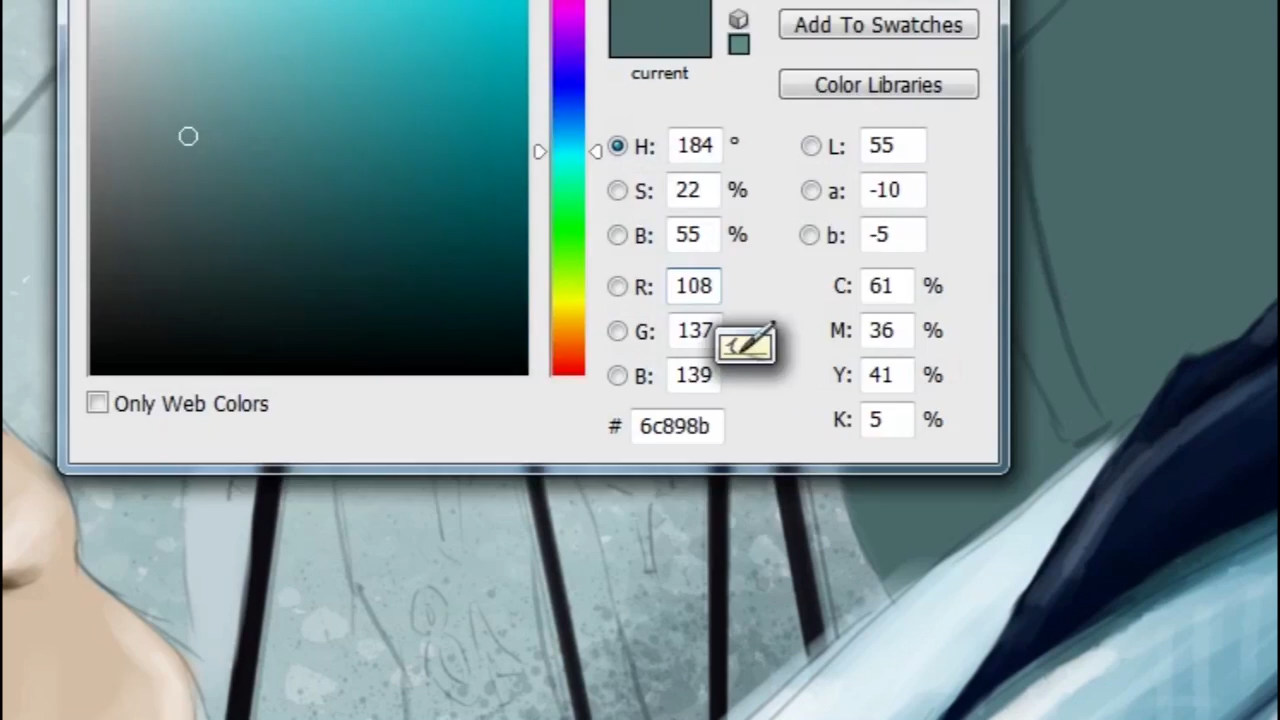 Add To Swatches
current
Color Libraries
H: 184 ° L: 55
S: 22 % a: -10
B: 55 % b: -5
R: 108 C: 61 %
G: 137 M: 36 %
B: 139 Y: 41 %
# 6c898b K: 5 %
Only Web Colors